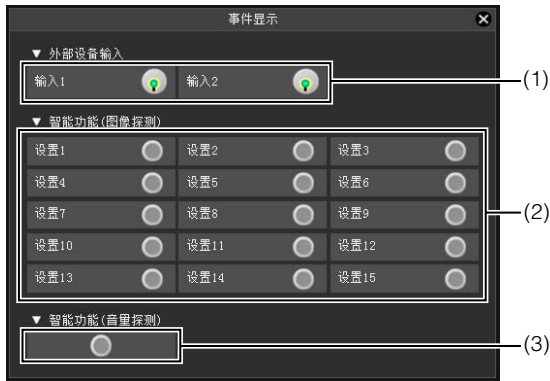 事件显示
▼ 外部设备输入
输入1 输入2
(1)
▼ 智能功能(图像探测)
设置1 设置2 设置3
设置4 设置5 设置6
设置7 设置8 设置9
(2)
设置10 设置11 设置12
设置13 设置14 设置15
▼ 智能功能(音量探测)
(3)